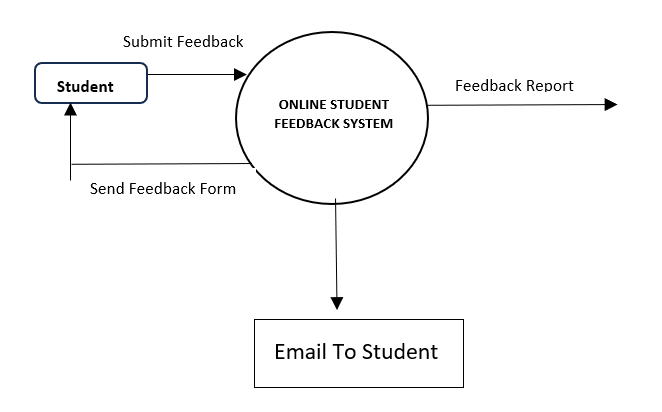 Submit Feedback
Student
ONLINE STUDENT
FEEDBACK SYSTEM
Feedback Report
Send Feedback Form
Email To Student